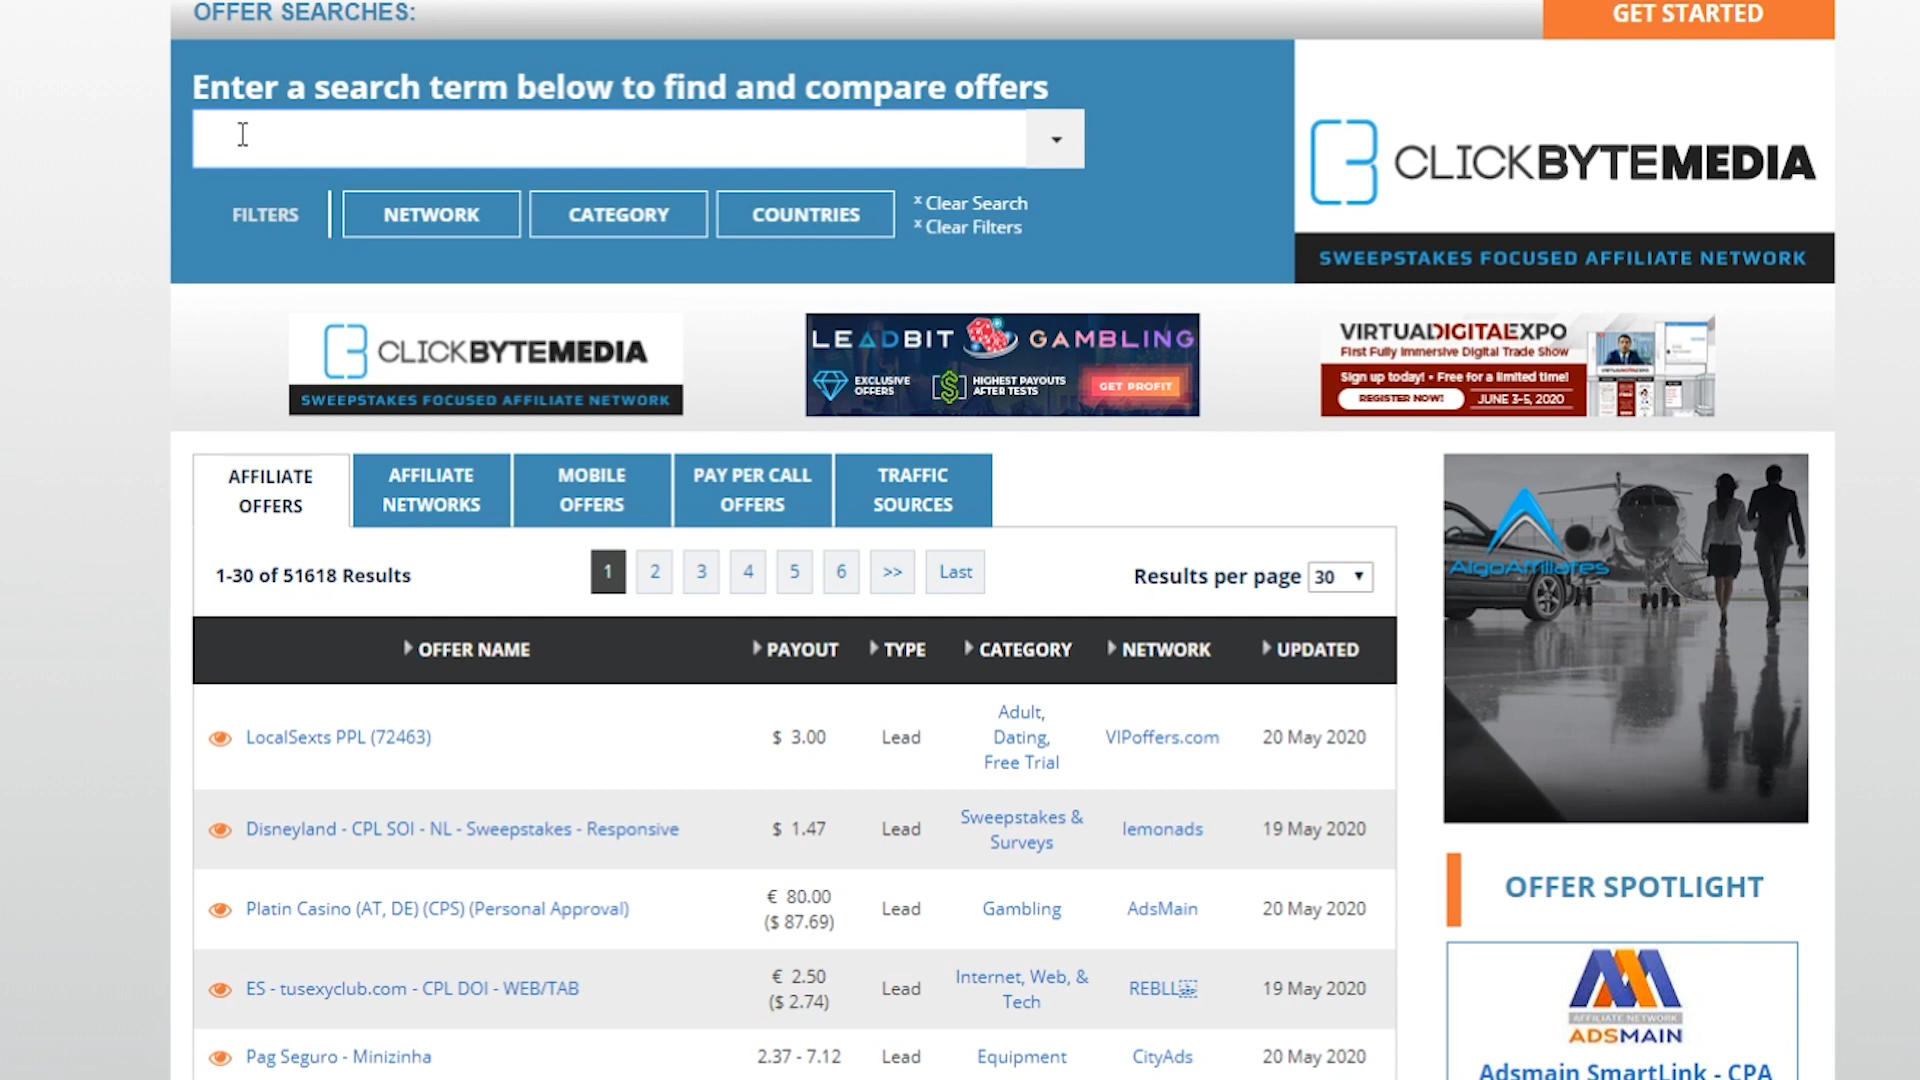 OFFER SEARCHES:
GET STARTED
Enter a search term below to find and compare offers
FILTERS
NETWORK
CATEGORY
COUNTRIES
x Clear Search
x Clear Filters
CLICKBYTEMEDIA
SWEEPSTAKES FOCUSED AFFILIATE NETWORK
CLICKBYTEMEDIA
SWEEPSTAKES FOCUSED AFFILIATE NETWORK
LEADBIT GAMBLING
EXCLUSIVE
OFFERS
HIGHEST PAYOUTS
AFTER TESTS
GET PROFIT
VIRTUALDIGITALEXPO
First Fully Immersive Digital Trade Show
Sign up today! • Free for a limited time!
REGISTER NOW! JUNE 3-5, 2020
AFFILIATE
OFFERS
AFFILIATE
NETWORKS
MOBILE
OFFERS
PAY PER CALL
OFFERS
TRAFFIC
SOURCES
1-30 of 51618 Results
1 2 3 4 5 6 >> Last
Results per page 30
OFFER NAME PAYOUT TYPE CATEGORY NETWORK UPDATED
LocalSexts PPL (72463) $ 3.00 Lead Adult, Dating, Free Trial VIPoffers.com 20 May 2020
Disneyland - CPL SOI - NL - Sweepstakes - Responsive $ 1.47 Lead Sweepstakes & Surveys lemonads 19 May 2020
Platin Casino (AT, DE) (CPS) (Personal Approval) € 80.00 ($ 87.69) Lead Gambling AdsMain 20 May 2020
ES - tusexyclub.com - CPL DOI - WEB/TAB € 2.50 ($ 2.74) Lead Internet, Web, & Tech REBLL 19 May 2020
Pag Seguro - Minizinha 2.37 - 7.12 Lead Equipment CityAds 20 May 2020
AlgoAffiliates
OFFER SPOTLIGHT
AFFILIATE NETWORK
ADSMAIN
Adsmain SmartLink - CPA